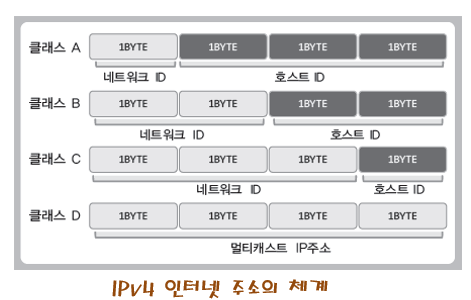 클래스 A 1BYTE 1BYTE 1BYTE 1BYTE
네트워크 ID 호스트 ID
클래스 B 1BYTE 1BYTE 1BYTE 1BYTE
네트워크 ID 호스트 ID
클래스 C 1BYTE 1BYTE 1BYTE 1BYTE
네트워크 ID 호스트 ID
클래스 D 1BYTE 1BYTE 1BYTE 1BYTE
멀티캐스트 IP주소
IPv4 인터넷 주소의 체계